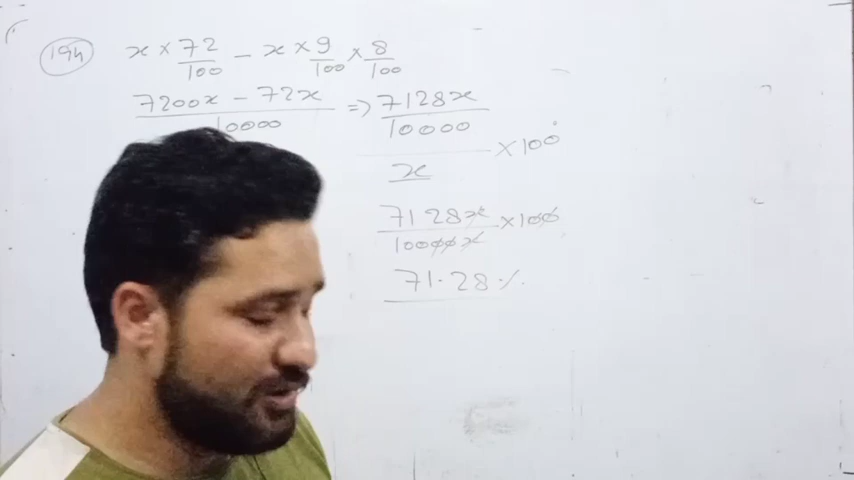 194 x × 72/100 – x × 9/100 × 8/100
7200x – 72x / 10000 => 7128x / 10000
x × 100
7128x / 10000x × 100
71.28 %